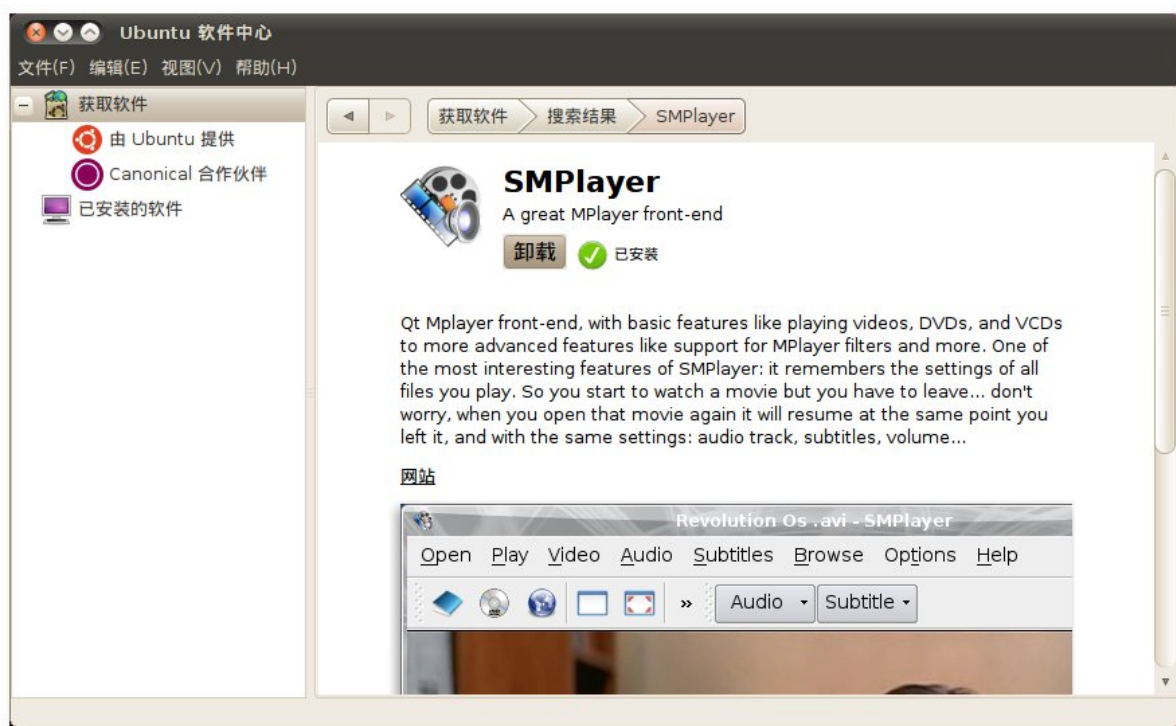 Ubuntu 软件中心
文件(F) 编辑(E) 视图(V) 帮助(H)
获取软件
由 Ubuntu 提供
Canonical 合作伙伴
已安装的软件
获取软件 搜索结果 SMPlayer
SMPlayer
A great MPlayer front-end
卸载 已安装
Qt Mplayer front-end, with basic features like playing videos, DVDs, and VCDs
to more advanced features like support for MPlayer filters and more. One of
the most interesting features of SMPlayer: it remembers the settings of all
files you play. So you start to watch a movie but you have to leave... don't
worry, when you open that movie again it will resume at the same point you
left it, and with the same settings: audio track, subtitles, volume...
网站
Revolution Os .avi - SMPlayer
Open Play Video Audio Subtitles Browse Options Help
» Audio Subtitle